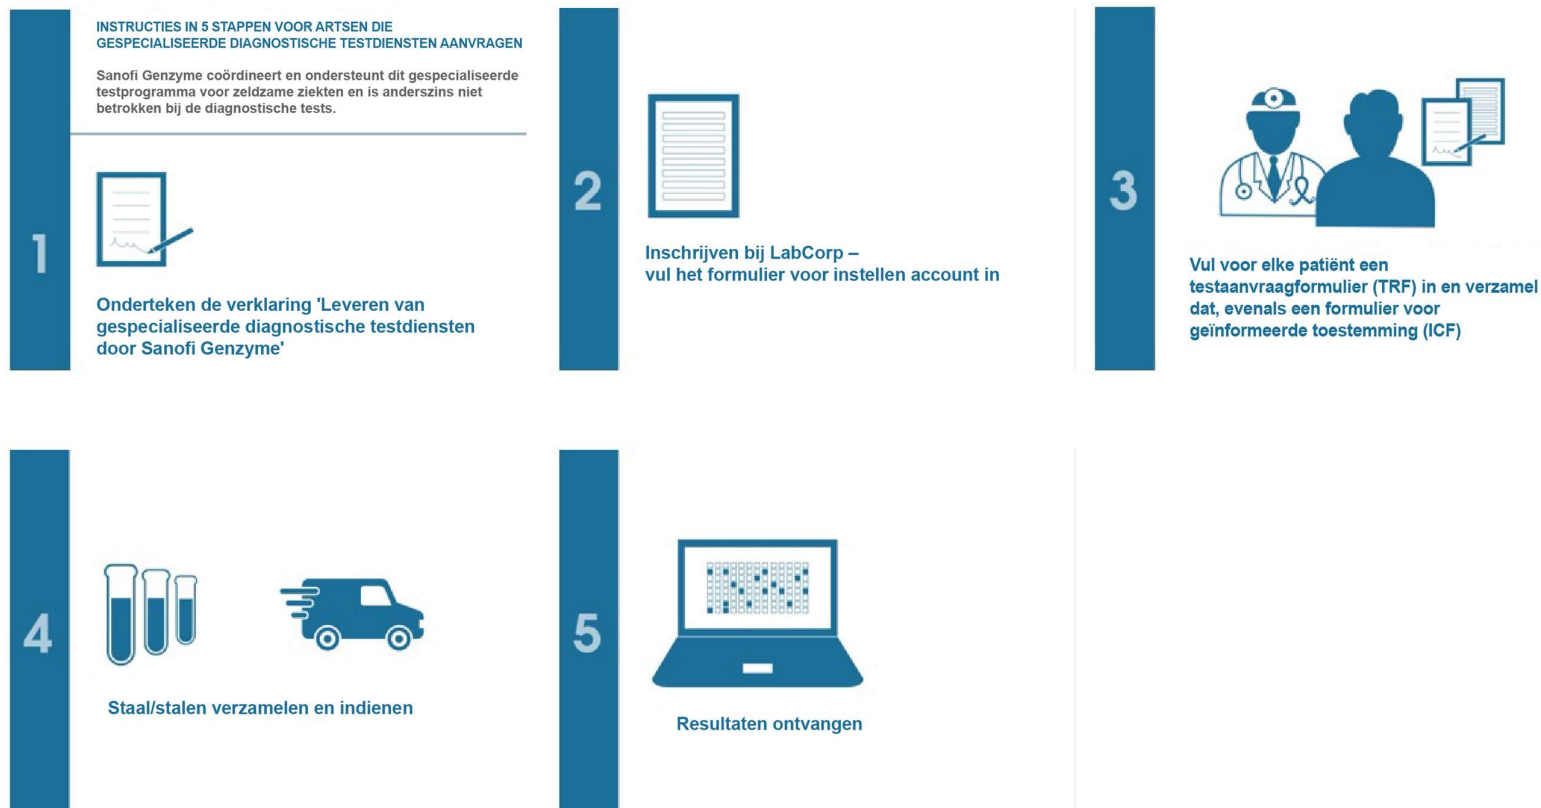 INSTRUCTIES IN 5 STAPPEN VOOR ARTSEN DIE
GESPECIALISEERDE DIAGNOSTISCHE TESTDIENSTEN AANVRAGEN
Sanofi Genzyme coördineert en ondersteunt dit gespecialiseerde
testprogramma voor zeldzame ziekten en is anderszins niet
betrokken bij de diagnostische tests.
1
Onderteken de verklaring 'Leveren van
gespecialiseerde diagnostische testdiensten
door Sanofi Genzyme'
2
Inschrijven bij LabCorp –
vul het formulier voor instellen account in
3
Vul voor elke patiënt een
testaanvraagformulier (TRF) in en verzamel
dat, evenals een formulier voor
geïnformeerde toestemming (ICF)
4
Staal/stalen verzamelen en indienen
5
Resultaten ontvangen